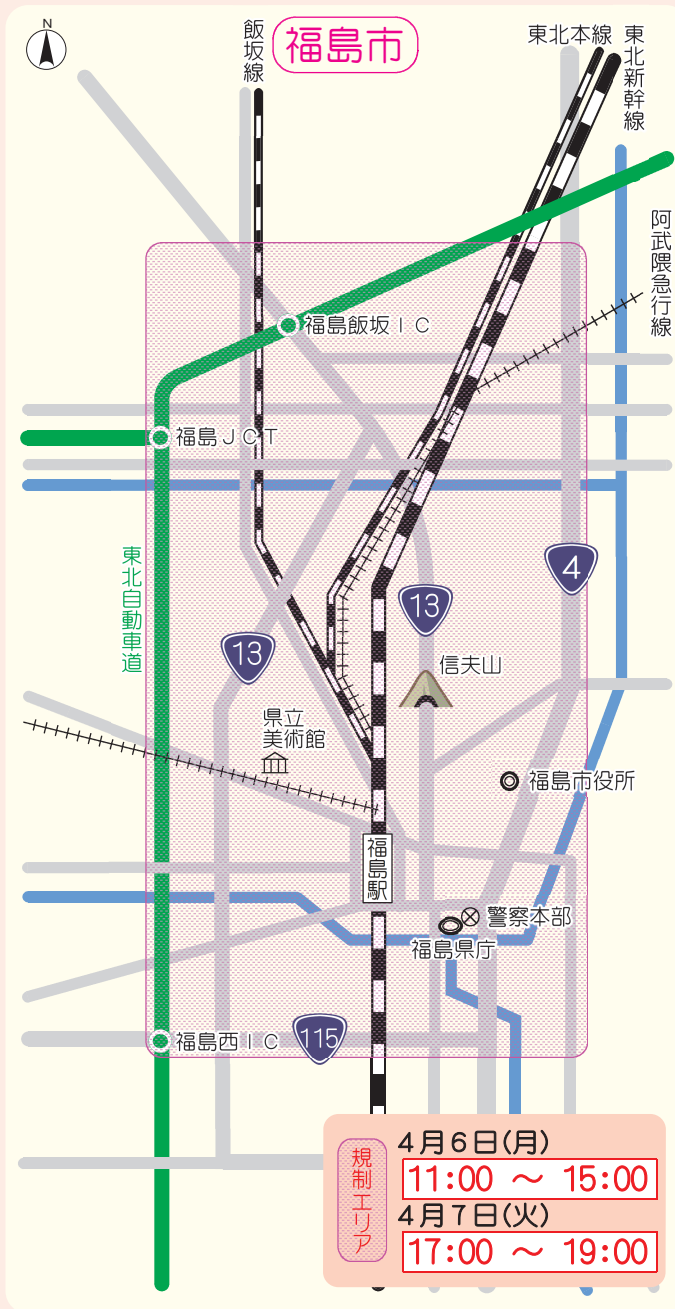 N
福島市
飯坂線
東北本線
東北新幹線
阿武隈急行線
福島飯坂IC
福島JCT
東北自動車道
4
13
13
信夫山
県立
美術館
福島市役所
福島駅
警察本部
福島県庁
福島西IC
115
規制エリア
4月6日(月)
11:00 ～ 15:00
4月7日(火)
17:00 ～ 19:00